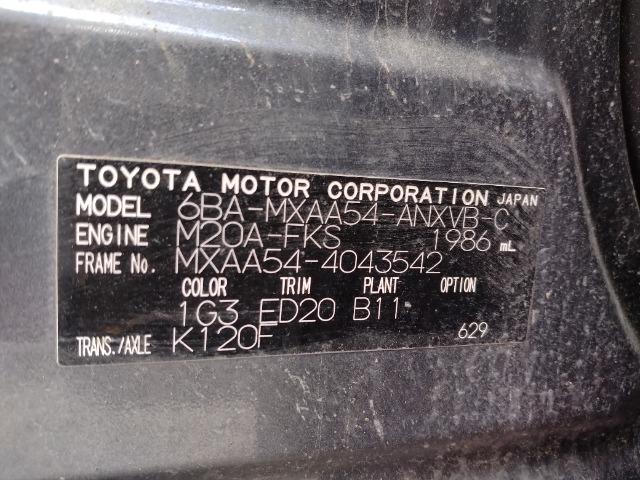 TOYOTA MOTOR CORPORATION JAPAN
MODEL 6BA-MXAA54-ANXVB-C
ENGINE M20A-FKS 1986 mL
FRAME No. MXAA54-4043542
COLOR TRIM PLANT OPTION
1G3 ED20 B11
TRANS./AXLE K120F 629